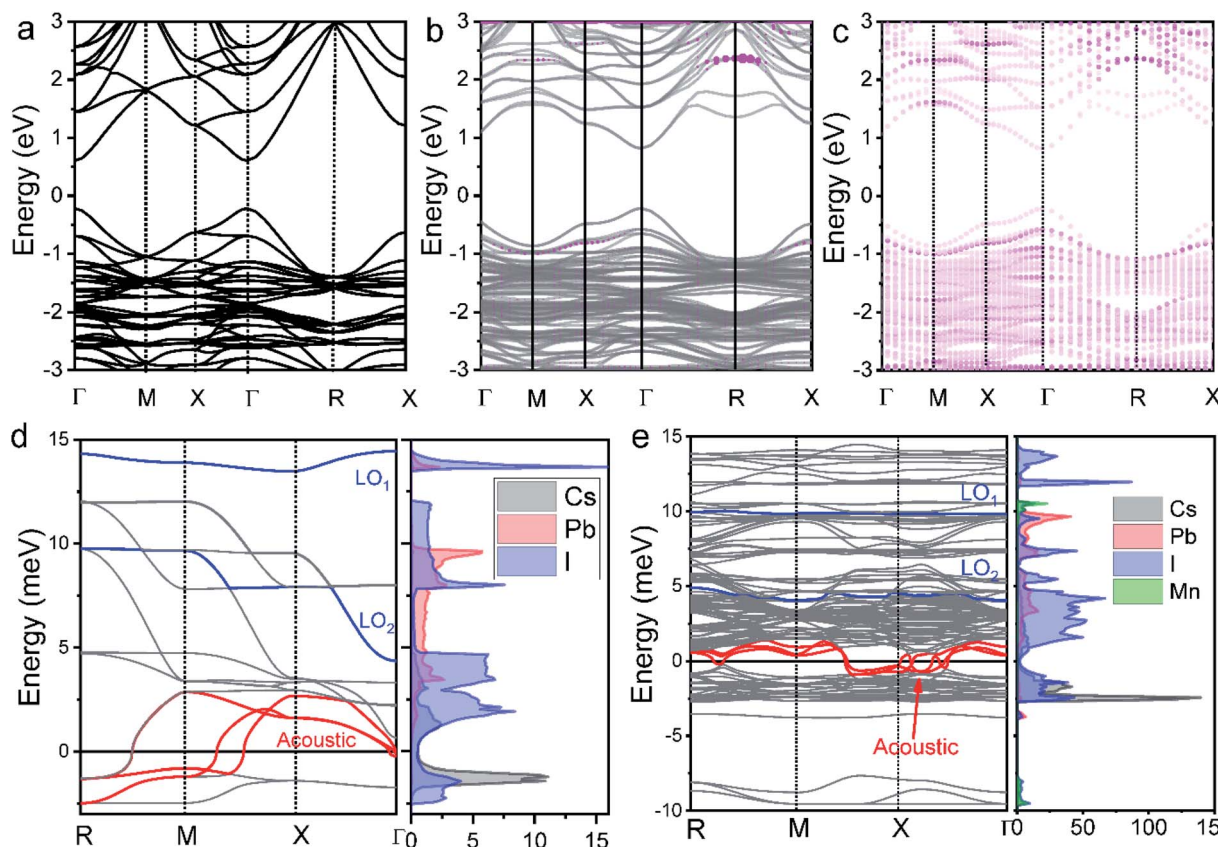 a
b
c
3
2
1
0
-1
-2
-3
Energy (eV)
Γ M X Γ R X
3
2
1
0
-1
-2
-3
Energy (eV)
Γ M X Γ R X
3
2
1
0
-1
-2
-3
Energy (eV)
Γ M X Γ R X
d
15
10
5
0
Energy (meV)
LO1
LO2
Acoustic
R M X Γ
Cs
Pb
I
0 5 10 15
e
15
10
5
0
-5
-10
Energy (meV)
LO1
LO2
Acoustic
R M X Γ
Cs
Pb
I
Mn
0 50 100 15